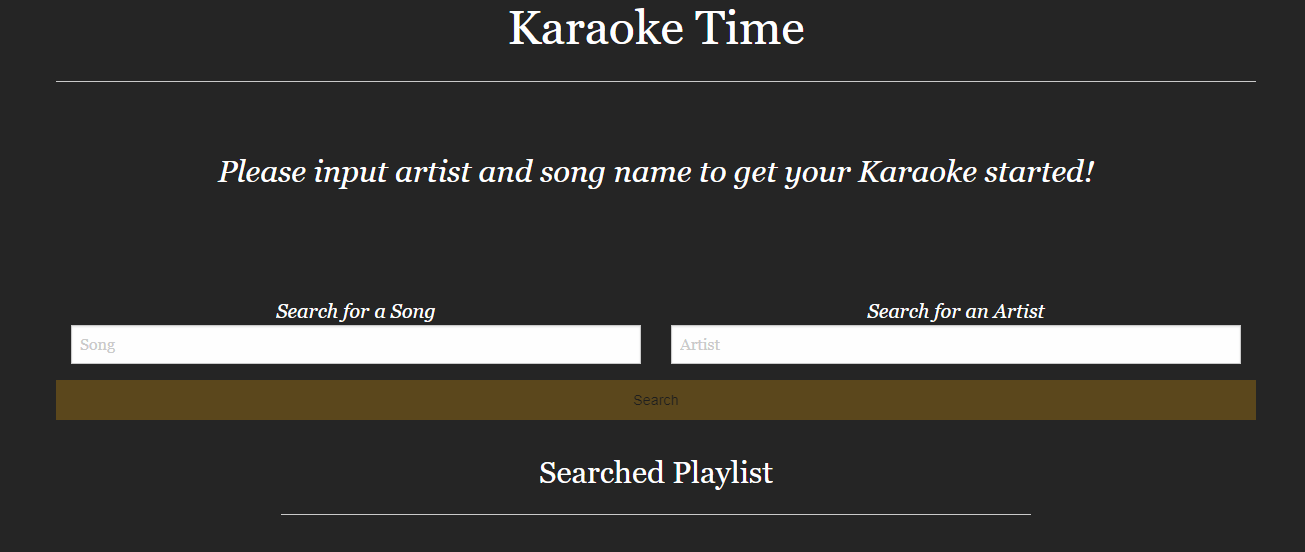 Karaoke Time
Please input artist and song name to get your Karaoke started!
Search for a Song
Search for an Artist
Song
Artist
Search
Searched Playlist